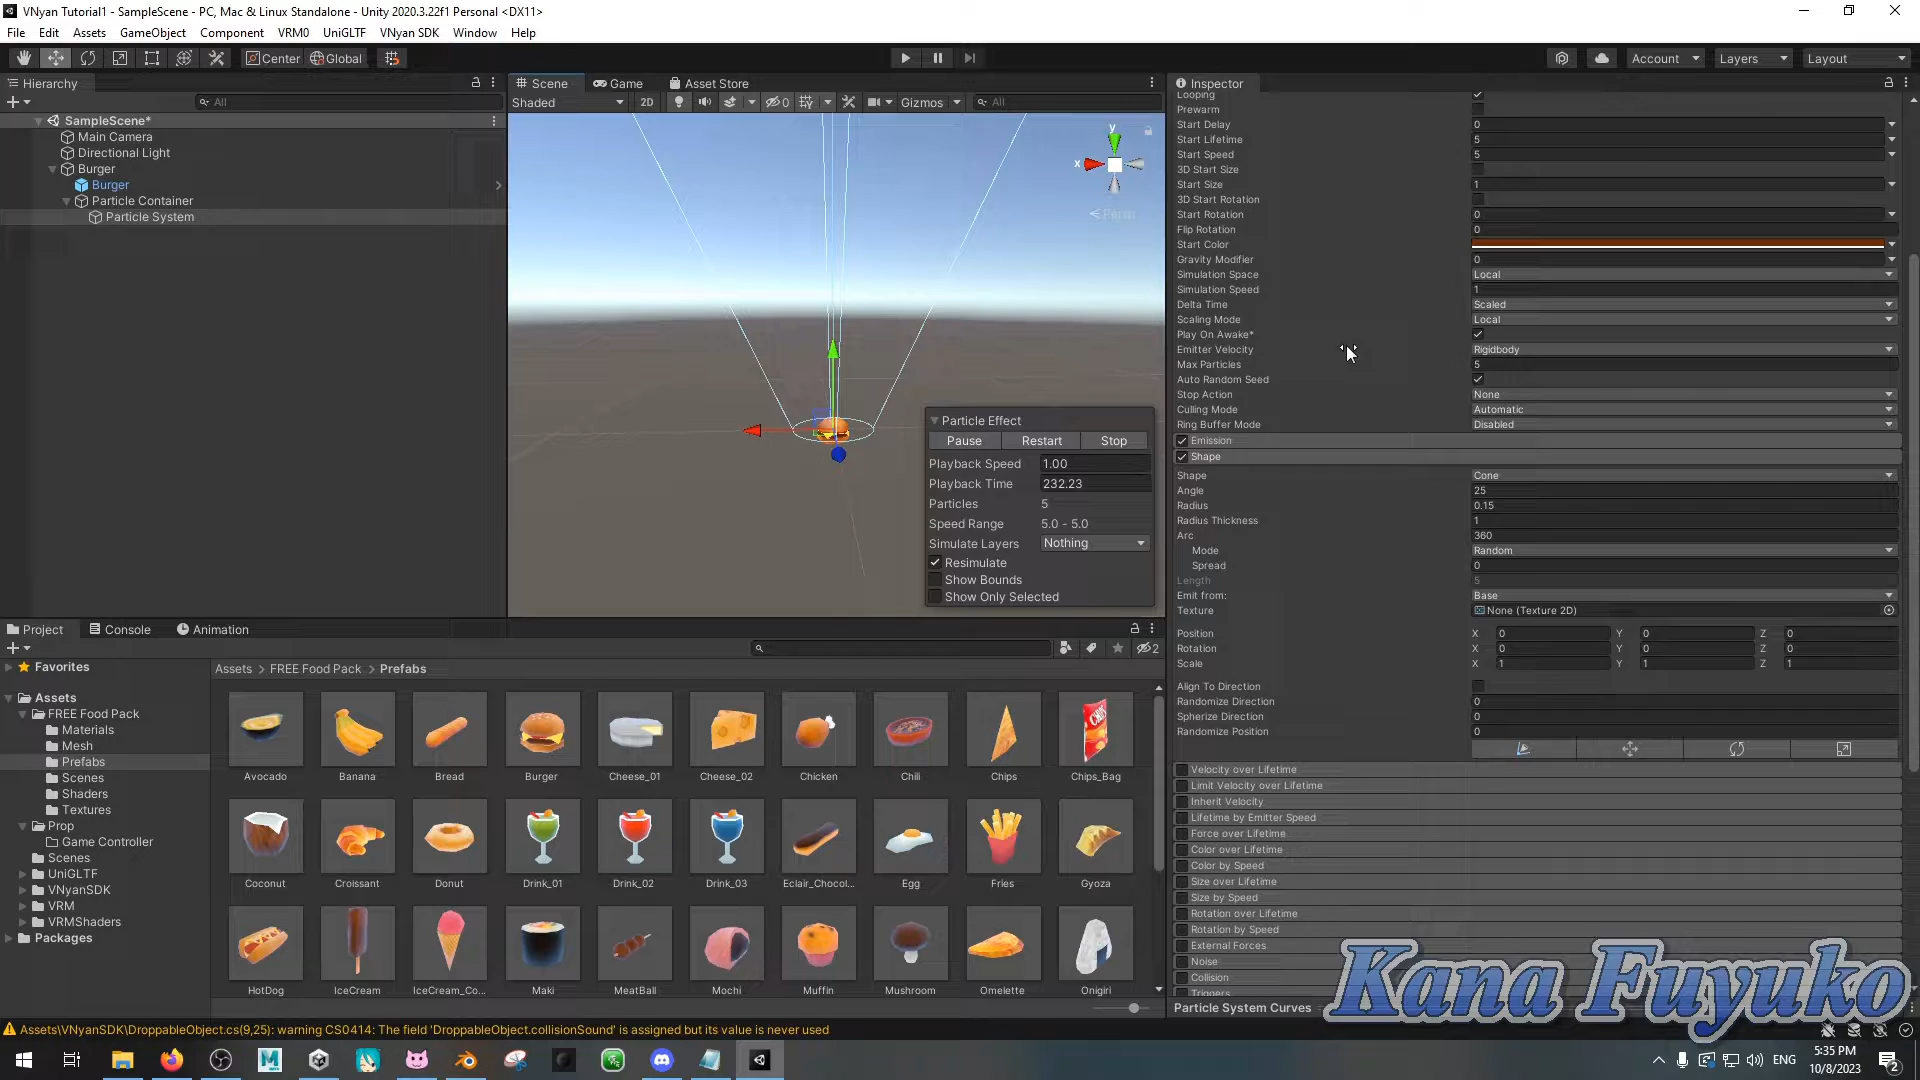 VNyan Tutorial1 - SampleScene - PC, Mac & Linux Standalone - Unity 2020.3.22f1 Personal <DX11>
File Edit Assets GameObject Component VRM0 UniGLTF VNyan SDK Window Help
Center Global Account Layers Layout
Hierarchy
All
SampleScene*
Main Camera
Directional Light
Burger
Burger
Particle Container
Particle System
Scene Game Asset Store
Shaded 2D 0 Gizmos All
y
x
Persp
Particle Effect
Pause Restart Stop
Playback Speed 1.00
Playback Time 232.23
Particles 5
Speed Range 5.0 - 5.0
Simulate Layers Nothing
Resimulate
Show Bounds
Show Only Selected
Inspector
Looping
Prewarm
Start Delay 0
Start Lifetime 5
Start Speed 5
3D Start Size
Start Size 1
3D Start Rotation
Start Rotation 0
Flip Rotation 0
Start Color
Gravity Modifier 0
Simulation Space Local
Simulation Speed 1
Delta Time Scaled
Scaling Mode Local
Play On Awake*
Emitter Velocity Rigidbody
Max Particles 5
Auto Random Seed
Stop Action None
Culling Mode Automatic
Ring Buffer Mode Disabled
Emission
Shape
Shape Cone
Angle 25
Radius 0.15
Radius Thickness 1
Arc 360
Mode Random
Spread 0
Length 5
Emit from: Base
Texture None (Texture 2D)
Position X 0 Y 0 Z 0
Rotation X 0 Y 0 Z 0
Scale X 1 Y 1 Z 1
Align To Direction
Randomize Direction 0
Spherize Direction 0
Randomize Position 0
Velocity over Lifetime
Limit Velocity over Lifetime
Inherit Velocity
Lifetime by Emitter Speed
Force over Lifetime
Color over Lifetime
Color by Speed
Size over Lifetime
Size by Speed
Rotation over Lifetime
Rotation by Speed
External Forces
Noise
Collision
Triggers
Particle System Curves
Kana Fuyuko
Project Console Animation
2
Favorites
Assets
FREE Food Pack
Materials
Mesh
Prefabs
Scenes
Shaders
Textures
Prop
Game Controller
Scenes
UniGLTF
VNyanSDK
VRM
VRMShaders
Packages
Assets > FREE Food Pack > Prefabs
Avocado Banana Bread Burger Cheese_01 Cheese_02 Chicken Chili Chips Chips_Bag
Coconut Croissant Donut Drink_01 Drink_02 Drink_03 Eclair_Chocol... Egg Fries Gyoza
HotDog IceCream IceCream_Co... Maki MeatBall Mochi Muffin Mushroom Omelette Onigiri
Assets\VNyanSDK\DroppableObject.cs(9,25): warning CS0414: The field 'DroppableObject.collisionSound' is assigned but its value is never used
ENG
5:35 PM
10/8/2023
2